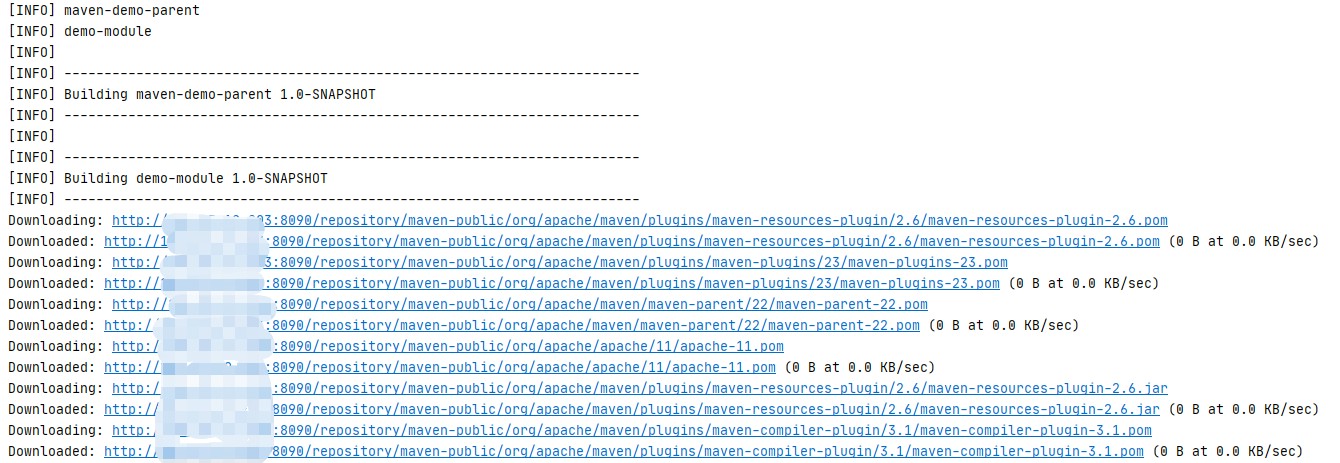 [INFO] maven-demo-parent
[INFO] demo-module
[INFO]
[INFO] ------------------------------------------------------------------------
[INFO] Building maven-demo-parent 1.0-SNAPSHOT
[INFO] ------------------------------------------------------------------------
[INFO]
[INFO] ------------------------------------------------------------------------
[INFO] Building demo-module 1.0-SNAPSHOT
[INFO] ------------------------------------------------------------------------
Downloading: http:// :8090/repository/maven-public/org/apache/maven/plugins/maven-resources-plugin/2.6/maven-resources-plugin-2.6.pom
Downloaded: http://1 :8090/repository/maven-public/org/apache/maven/plugins/maven-resources-plugin/2.6/maven-resources-plugin-2.6.pom (0 B at 0.0 KB/sec)
Downloading: http:// 3:8090/repository/maven-public/org/apache/maven/plugins/maven-plugins/23/maven-plugins-23.pom
Downloaded: http:// :8090/repository/maven-public/org/apache/maven/plugins/maven-plugins/23/maven-plugins-23.pom (0 B at 0.0 KB/sec)
Downloading: http:// :8090/repository/maven-public/org/apache/maven/maven-parent/22/maven-parent-22.pom
Downloaded: http:// :8090/repository/maven-public/org/apache/maven/maven-parent/22/maven-parent-22.pom (0 B at 0.0 KB/sec)
Downloading: http:// :8090/repository/maven-public/org/apache/apache/11/apache-11.pom
Downloaded: http:// :8090/repository/maven-public/org/apache/apache/11/apache-11.pom (0 B at 0.0 KB/sec)
Downloading: http:// 8090/repository/maven-public/org/apache/maven/plugins/maven-resources-plugin/2.6/maven-resources-plugin-2.6.jar
Downloaded: http:// 8090/repository/maven-public/org/apache/maven/plugins/maven-resources-plugin/2.6/maven-resources-plugin-2.6.jar (0 B at 0.0 KB/sec)
Downloading: http:// 8090/repository/maven-public/org/apache/maven/plugins/maven-compiler-plugin/3.1/maven-compiler-plugin-3.1.pom
Downloaded: http:// 8090/repository/maven-public/org/apache/maven/plugins/maven-compiler-plugin/3.1/maven-compiler-plugin-3.1.pom (0 B at 0.0 KB/sec)